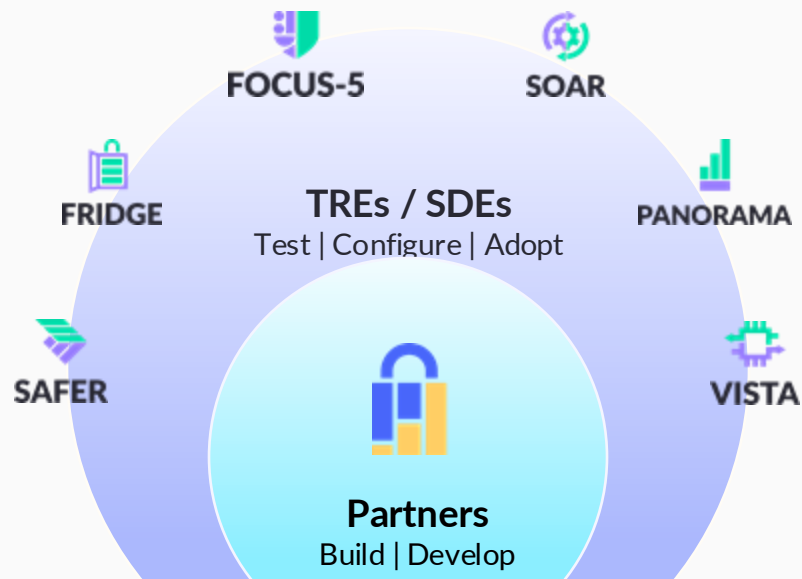 FOCUS-5
SOAR
FRIDGE
TREs / SDEs
PANORAMA
Test | Configure | Adopt
SAFER
VISTA
Partners
Build | Develop